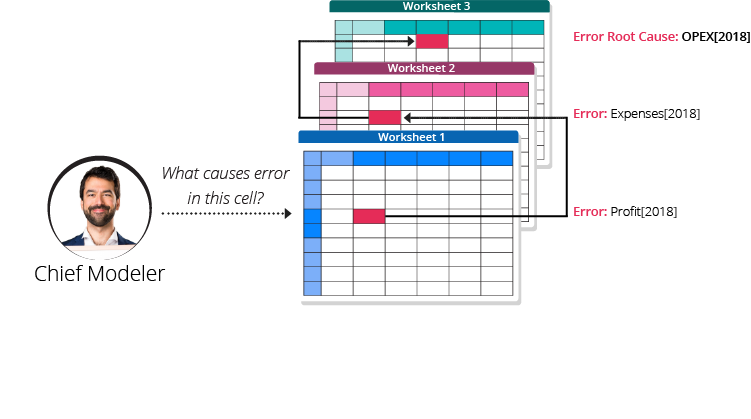 Worksheet 3
Error Root Cause: OPEX[2018]
Worksheet 2
Error: Expenses[2018]
Worksheet 1
What causes error
in this cell?
Error: Profit[2018]
Chief Modeler